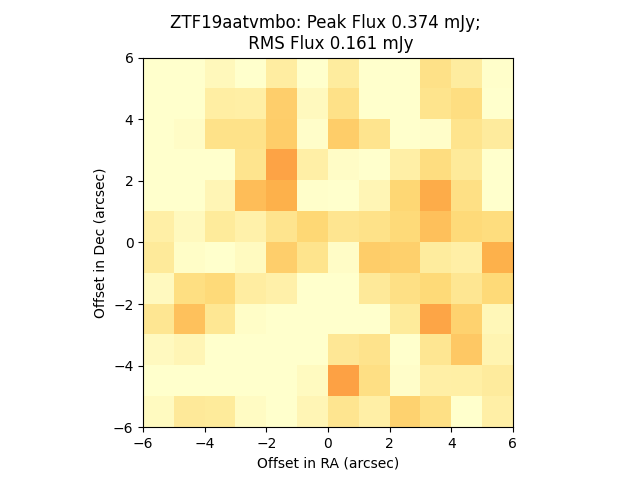 ZTF19aatvmbo: Peak Flux 0.374 mJy;
RMS Flux 0.161 mJy
6
4
2
0
−2
−4
−6
Offset in Dec (arcsec)
−6 −4 −2 0 2 4 6
Offset in RA (arcsec)